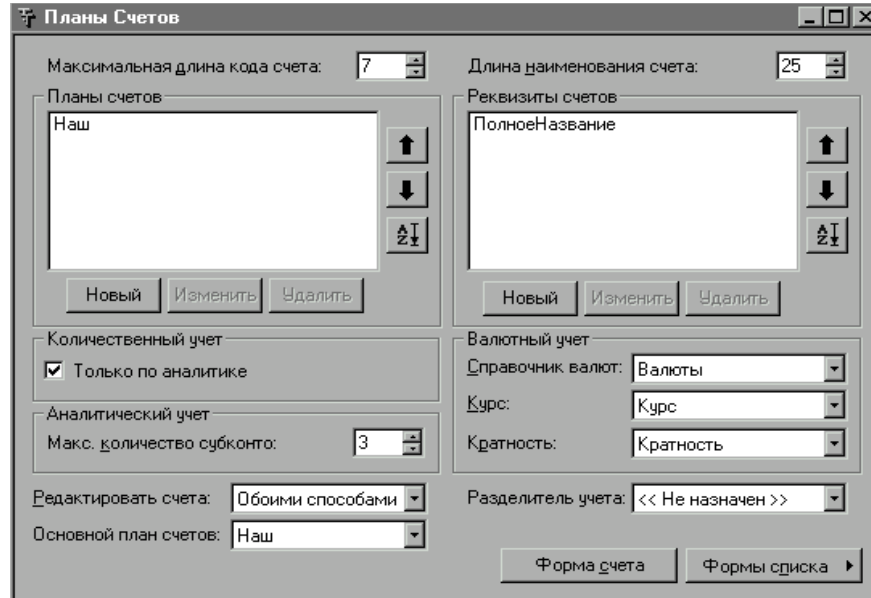 Планы Счетов
Максимальная длина кода счета: 7
Длина наименования счета: 25
Планы счетов
Наш
Новый Изменить Удалить
Реквизиты счетов
ПолноеНазвание
Новый Изменить Удалить
Количественный учет
Только по аналитике
Аналитический учет
Макс. количество субконто: 3
Валютный учет
Справочник валют: Валюты
Курс: Курс
Кратность: Кратность
Редактировать счета: Обоими способами
Основной план счетов: Наш
Разделитель учета: << Не назначен >>
Форма счета Формы списка